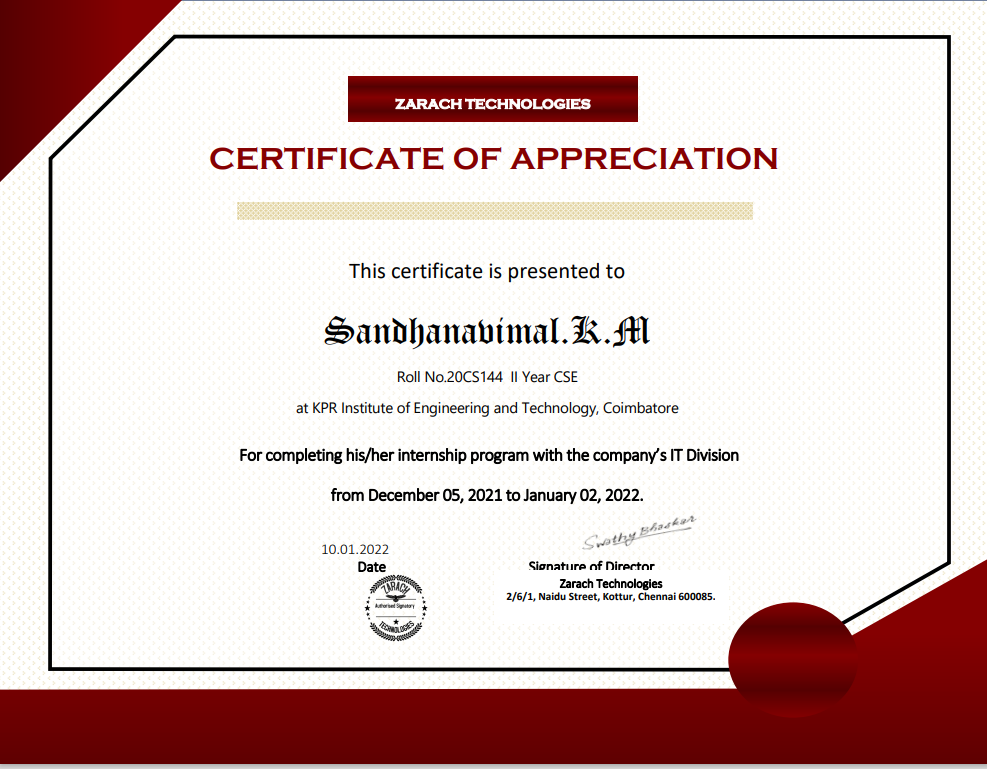 ZARACH TECHNOLOGIES
CERTIFICATE OF APPRECIATION
This certificate is presented to
Sandhanavimal.K.M
Roll No.20CS144 II Year CSE
at KPR Institute of Engineering and Technology, Coimbatore
For completing his/her internship program with the company's IT Division
from December 05, 2021 to January 02, 2022.
Swathy Bhaskar
10.01.2022
Date
Signature of Director
Zarach Technologies
2/6/1, Naidu Street, Kottur, Chennai 600085.
ZARACH
Authorised Signatory
TECHNOLOGIES